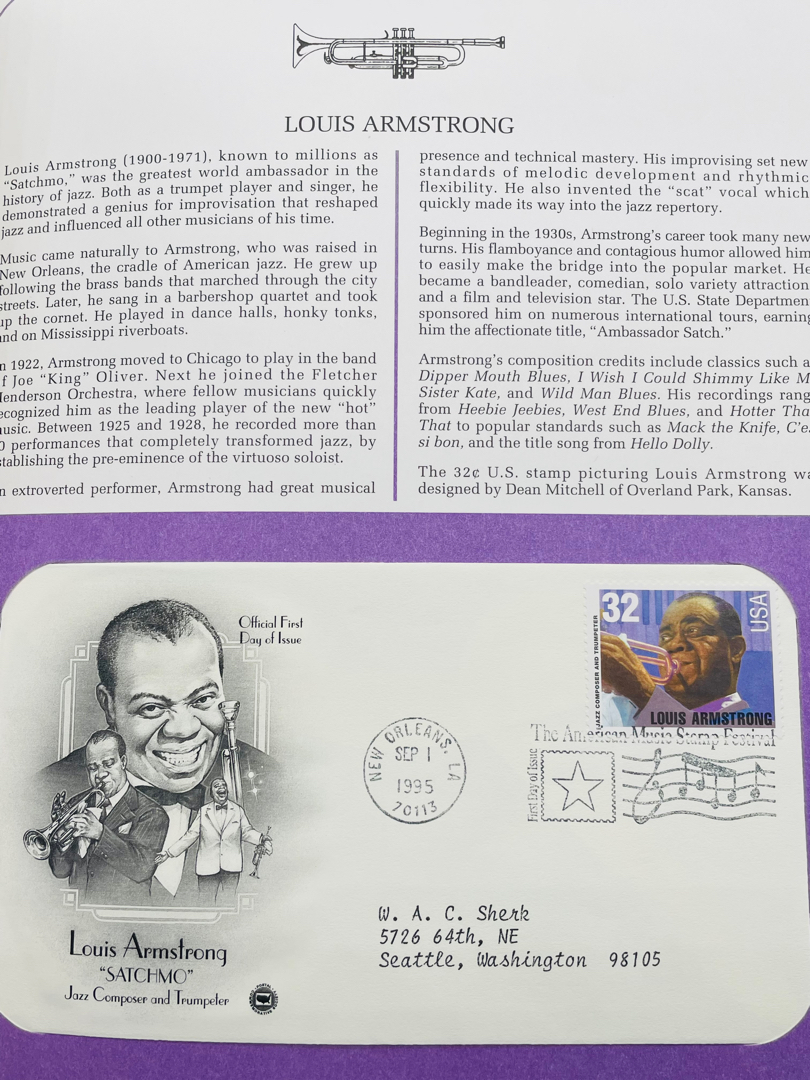 LOUIS ARMSTRONG
Louis Armstrong (1900-1971), known to millions as
“Satchmo,” was the greatest world ambassador in the
history of jazz. Both as a trumpet player and singer, he
demonstrated a genius for improvisation that reshaped
jazz and influenced all other musicians of his time.
Music came naturally to Armstrong, who was raised in
New Orleans, the cradle of American jazz. He grew up
following the brass bands that marched through the city
streets. Later, he sang in a barbershop quartet and took
up the cornet. He played in dance halls, honky tonks,
and on Mississippi riverboats.
n 1922, Armstrong moved to Chicago to play in the band
f Joe “King” Oliver. Next he joined the Fletcher
Henderson Orchestra, where fellow musicians quickly
recognized him as the leading player of the new “hot”
music. Between 1925 and 1928, he recorded more than
0 performances that completely transformed jazz, by
stablishing the pre-eminence of the virtuoso soloist.
n extroverted performer, Armstrong had great musical
presence and technical mastery. His improvising set new
standards of melodic development and rhythmic
flexibility. He also invented the “scat” vocal which
quickly made its way into the jazz repertory.
Beginning in the 1930s, Armstrong’s career took many new
turns. His flamboyance and contagious humor allowed him
to easily make the bridge into the popular market. He
became a bandleader, comedian, solo variety attraction
and a film and television star. The U.S. State Departmen
sponsored him on numerous international tours, earning
him the affectionate title, “Ambassador Satch.”
Armstrong’s composition credits include classics such a
Dipper Mouth Blues, I Wish I Could Shimmy Like M
Sister Kate, and Wild Man Blues. His recordings rang
from Heebie Jeebies, West End Blues, and Hotter Tha
That to popular standards such as Mack the Knife, C’e
si bon, and the title song from Hello Dolly.
The 32¢ U.S. stamp picturing Louis Armstrong wa
designed by Dean Mitchell of Overland Park, Kansas.
Official First
Day of Issue
32
USA
JAZZ COMPOSER AND TRUMPETER
LOUIS ARMSTRONG
NEW ORLEANS, LA
SEP 1
1995
70113
The American Music Stamp Festival
First Day of Issue
W. A. C. Sherk
5726 64th, NE
Seattle, Washington 98105
Louis Armstrong
“SATCHMO”
Jazz Composer and Trumpeter